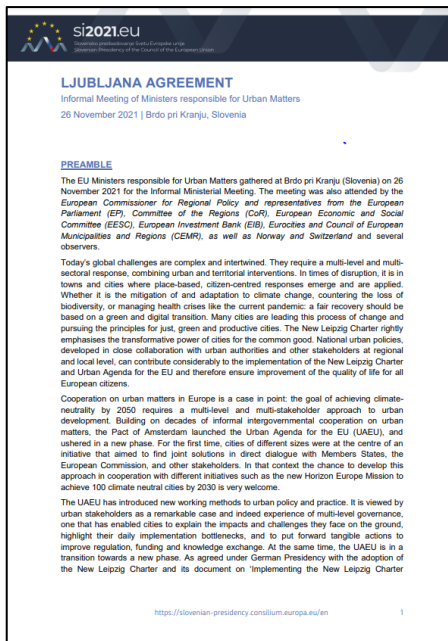 si2021.eu
Slovensko predsedovanje Svetu Evropske unije
Slovenian Presidency of the Council of the European Union
LJUBLJANA AGREEMENT
Informal Meeting of Ministers responsible for Urban Matters
26 November 2021 | Brdo pri Kranju, Slovenia
PREAMBLE
The EU Ministers responsible for Urban Matters gathered at Brdo pri Kranju (Slovenia) on 26
November 2021 for the Informal Ministerial Meeting. The meeting was also attended by the
European Commissioner for Regional Policy and representatives from the European
Parliament (EP), Committee of the Regions (CoR), European Economic and Social
Committee (EESC), European Investment Bank (EIB), Eurocities and Council of European
Municipalities and Regions (CEMR), as well as Norway and Switzerland and several
observers.
Today's global challenges are complex and intertwined. They require a multi-level and multi-
sectoral response, combining urban and territorial interventions. In times of disruption, it is in
towns and cities where place-based, citizen-centred responses emerge and are applied.
Whether it is the mitigation of and adaptation to climate change, countering the loss of
biodiversity, or managing health crises like the current pandemic: a fair recovery should be
based on a green and digital transition. Many cities are leading this process of change and
pursuing the principles for just, green and productive cities. The New Leipzig Charter rightly
emphasises the transformative power of cities for the common good. National urban policies,
developed in close collaboration with urban authorities and other stakeholders at regional
and local level, can contribute considerably to the implementation of the New Leipzig Charter
and Urban Agenda for the EU and therefore ensure improvement of the quality of life for all
European citizens.
Cooperation on urban matters in Europe is a case in point: the goal of achieving climate-
neutrality by 2050 requires a multi-level and multi-stakeholder approach to urban
development. Building on decades of informal intergovernmental cooperation on urban
matters, the Pact of Amsterdam launched the Urban Agenda for the EU (UAEU), and
ushered in a new phase. For the first time, cities of different sizes were at the centre of an
initiative that aimed to find joint solutions in direct dialogue with Members States, the
European Commission, and other stakeholders. In that context the chance to develop this
approach in cooperation with different initiatives such as the new Horizon Europe Mission to
achieve 100 climate neutral cities by 2030 is very welcome.
The UAEU has introduced new working methods to urban policy and practice. It is viewed by
urban stakeholders as a remarkable case and indeed experience of multi-level governance,
one that has enabled cities to explain the impacts and challenges they face on the ground,
highlight their daily implementation bottlenecks, and to put forward tangible actions to
improve regulation, funding and knowledge exchange. At the same time, the UAEU is in a
transition towards a new phase. As agreed under German Presidency with the adoption of
the New Leipzig Charter and its document on 'Implementing the New Leipzig Charter
https://slovenian-presidency.consilium.europa.eu/en 1